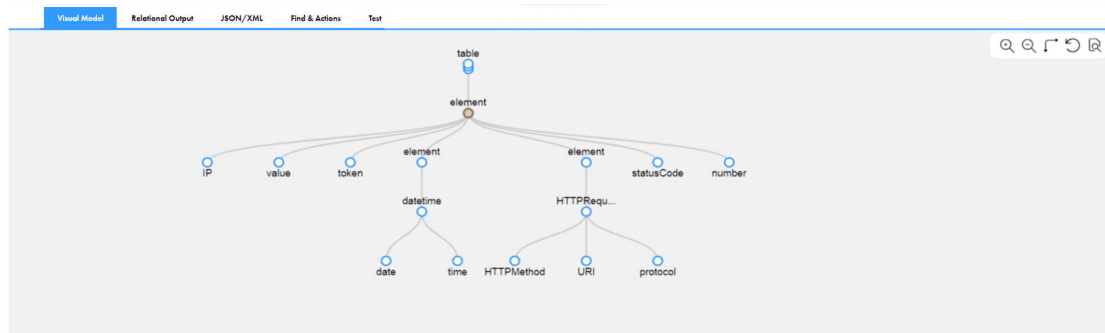 Visual Model Relational Output JSON/XML Find & Actions Test
table
element
element element
IP value token statusCode number
datetime HTTPRequ...
date time HTTPMethod URI protocol